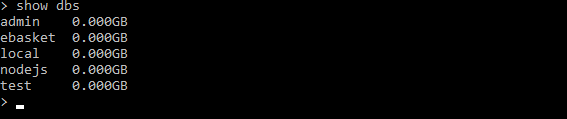 > show dbs
admin    0.000GB
ebasket  0.000GB
local    0.000GB
nodejs   0.000GB
test     0.000GB
>